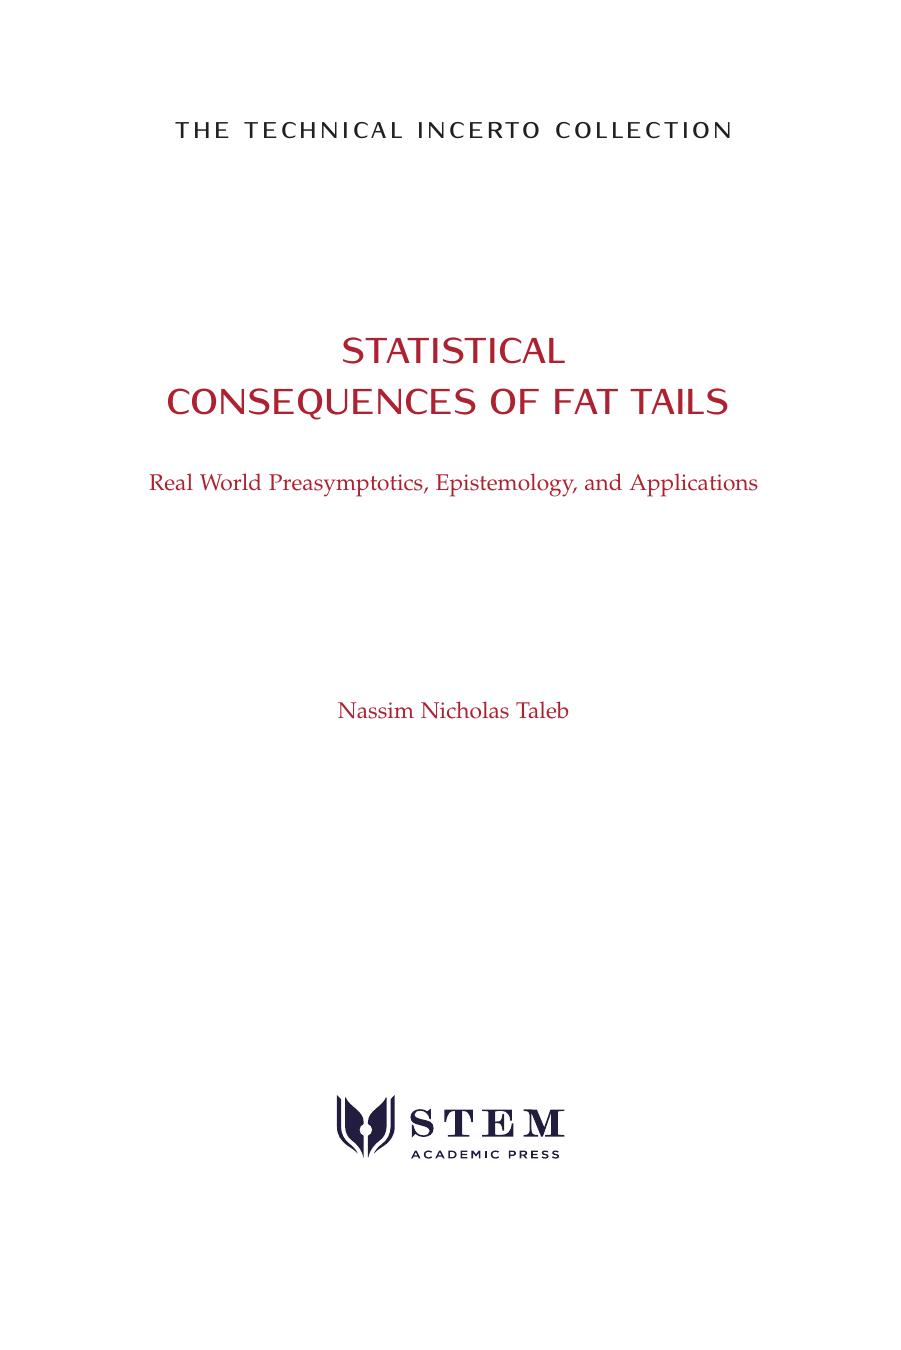 THE TECHNICAL INCERTO COLLECTION
STATISTICAL
CONSEQUENCES OF FAT TAILS
Real World Preasymptotics, Epistemology, and Applications
Nassim Nicholas Taleb
STEM
ACADEMIC PRESS